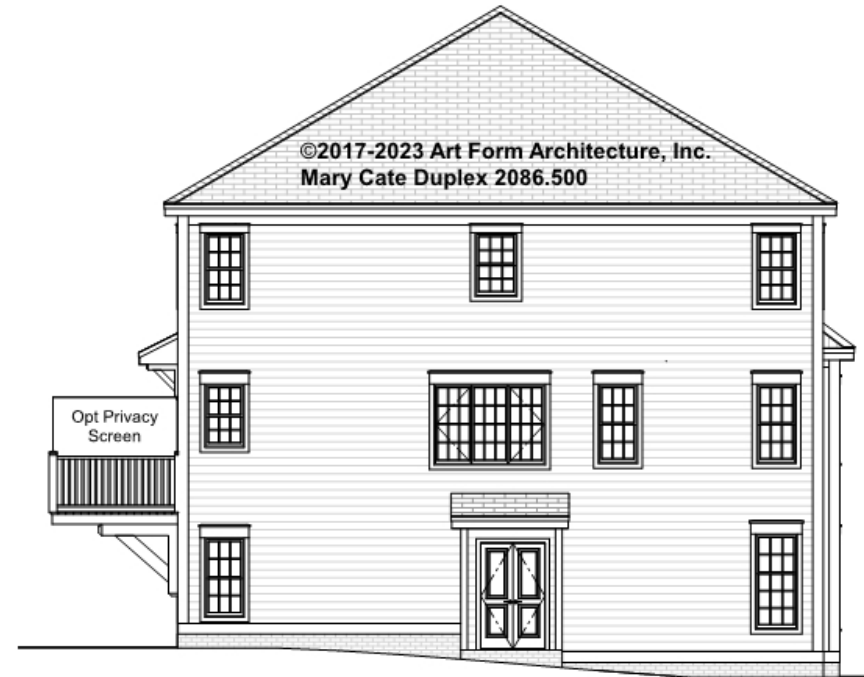 ©2017-2023 Art Form Architecture, Inc.
Mary Cate Duplex 2086.500
Opt Privacy
Screen